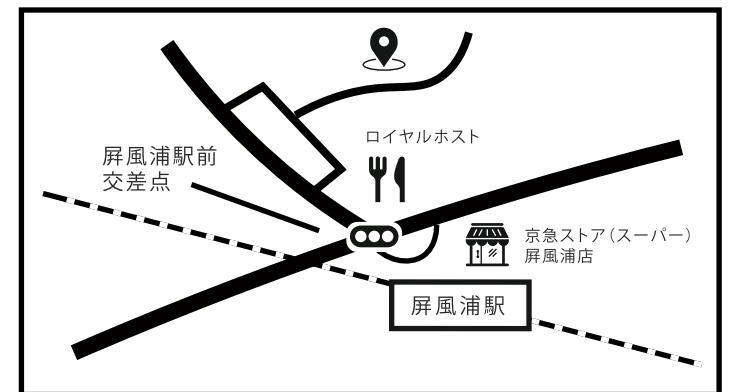 ロイヤルホスト
屏風浦駅前
交差点
京急ストア（スーパー）
屏風浦店
屏風浦駅